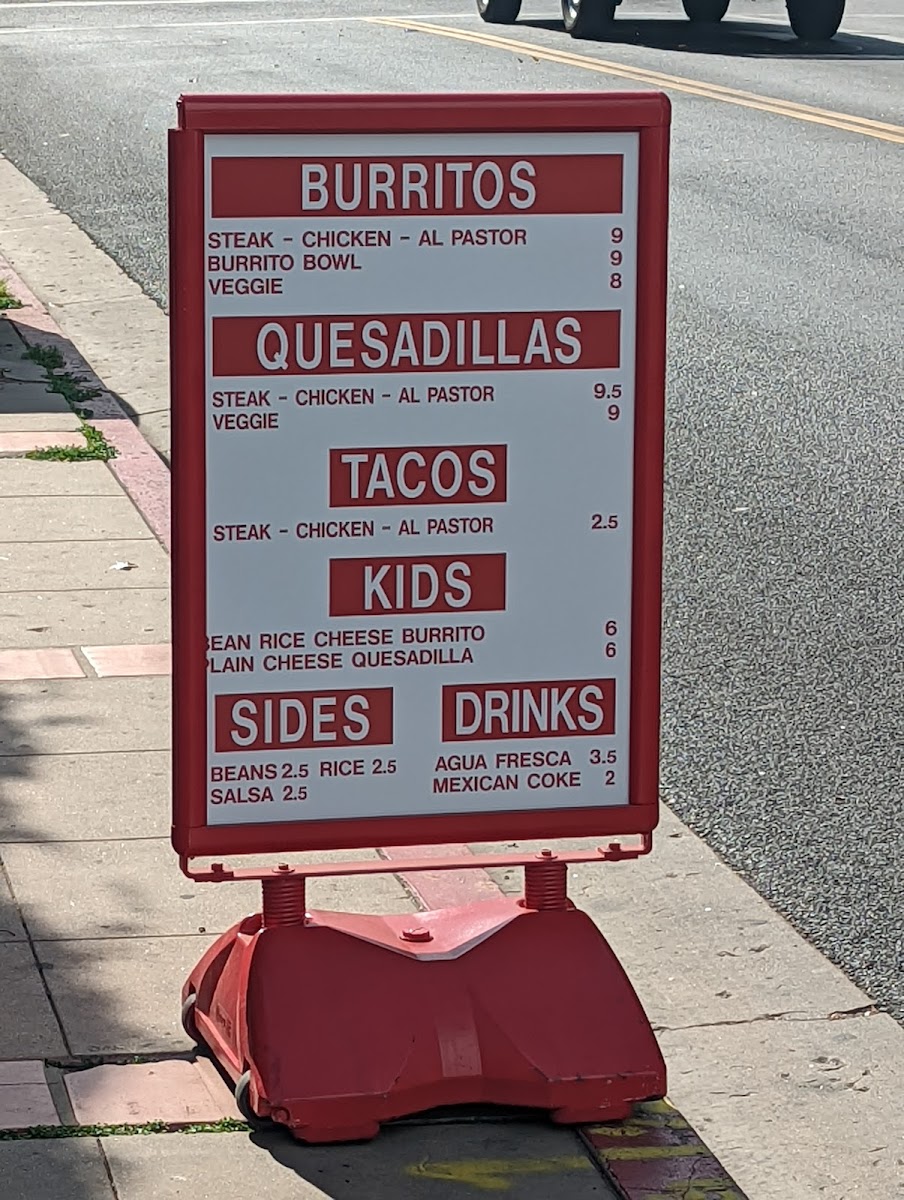 BURRITOS
STEAK - CHICKEN - AL PASTOR 9
BURRITO BOWL 9
VEGGIE 8
QUESADILLAS
STEAK - CHICKEN - AL PASTOR 9.5
VEGGIE 9
TACOS
STEAK - CHICKEN - AL PASTOR 2.5
KIDS
BEAN RICE CHEESE BURRITO 6
PLAIN CHEESE QUESADILLA 6
SIDES
BEANS 2.5 RICE 2.5
SALSA 2.5
DRINKS
AGUA FRESCA 3.5
MEXICAN COKE 2